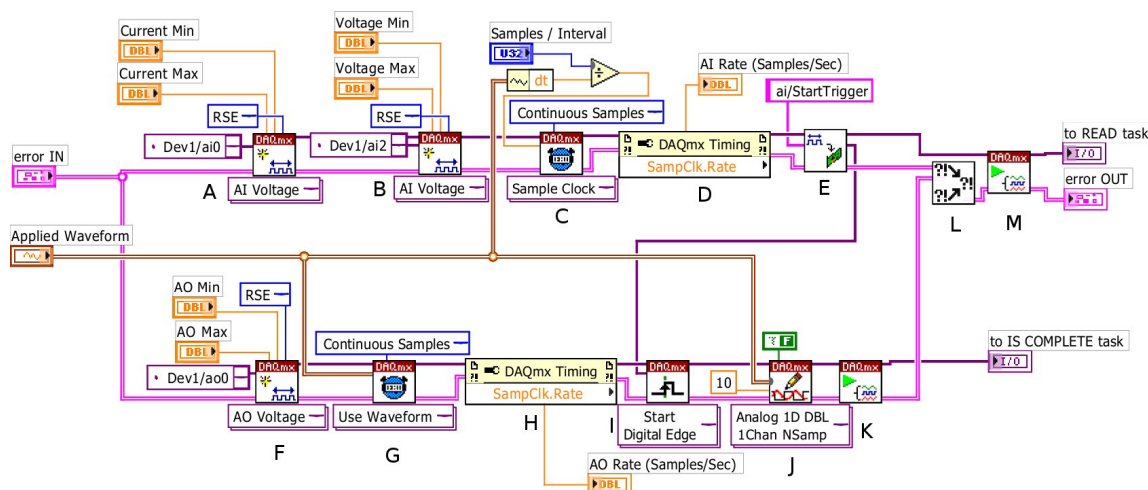 Current Min
DBL
Current Max
DBL
Voltage Min
DBL
Voltage Max
DBL
Samples / Interval
U32
dt
÷
AI Rate (Samples/Sec)
DBL
ai/StartTrigger
RSE
RSE
Continuous Samples
Dev1/ai0
DAQmx
Dev1/ai2
DAQmx
DAQmx
DAQmx Timing
SampClk.Rate
to READ task
I/O
error IN
A
AI Voltage
B
AI Voltage
Sample Clock
C
D
E
?!
?!
?!
L
DAQmx
M
error OUT
Applied Waveform
AO Min
DBL
RSE
AO Max
DBL
Continuous Samples
F
to IS COMPLETE task
I/O
Dev1/ao0
DAQmx
DAQmx
DAQmx Timing
SampClk.Rate
DAQmx
10
DAQmx
DAQmx
AO Voltage
Use Waveform
H
I
Start
Digital Edge
Analog 1D DBL
1Chan NSamp
K
F
G
J
AO Rate (Samples/Sec)
DBL